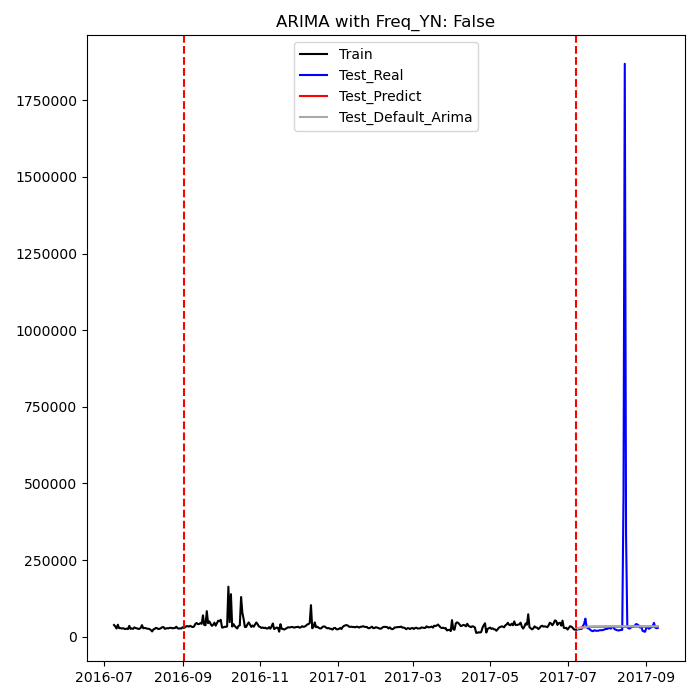 ARIMA with Freq_YN: False
Train
Test_Real
Test_Predict
Test_Default_Arima
1750000
1500000
1250000
1000000
750000
500000
250000
0
2016-07 2016-09 2016-11 2017-01 2017-03 2017-05 2017-07 2017-09